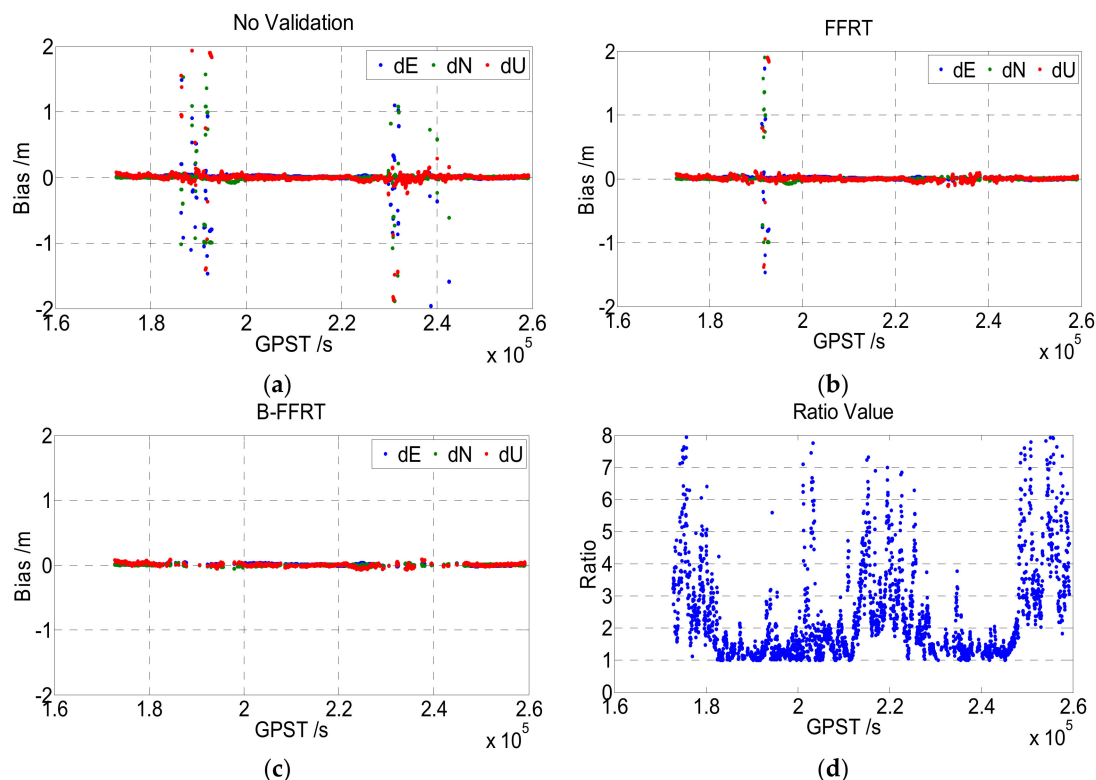 No Validation
2
1
0
-1
-2
Bias /m
dE dN dU
1.6 1.8 2 2.2 2.4 2.6
GPST /s
x 10^5
(a)
FFRT
2
1
0
-1
-2
Bias /m
dE dN dU
1.6 1.8 2 2.2 2.4 2.6
GPST /s
x 10^5
(b)
B-FFRT
2
1
0
-1
-2
Bias /m
dE dN dU
1.6 1.8 2 2.2 2.4 2.6
GPST /s
x 10^5
(c)
Ratio Value
8
7
6
5
4
3
2
1
0
Ratio
1.6 1.8 2 2.2 2.4 2.6
GPST /s
x 10^5
(d)